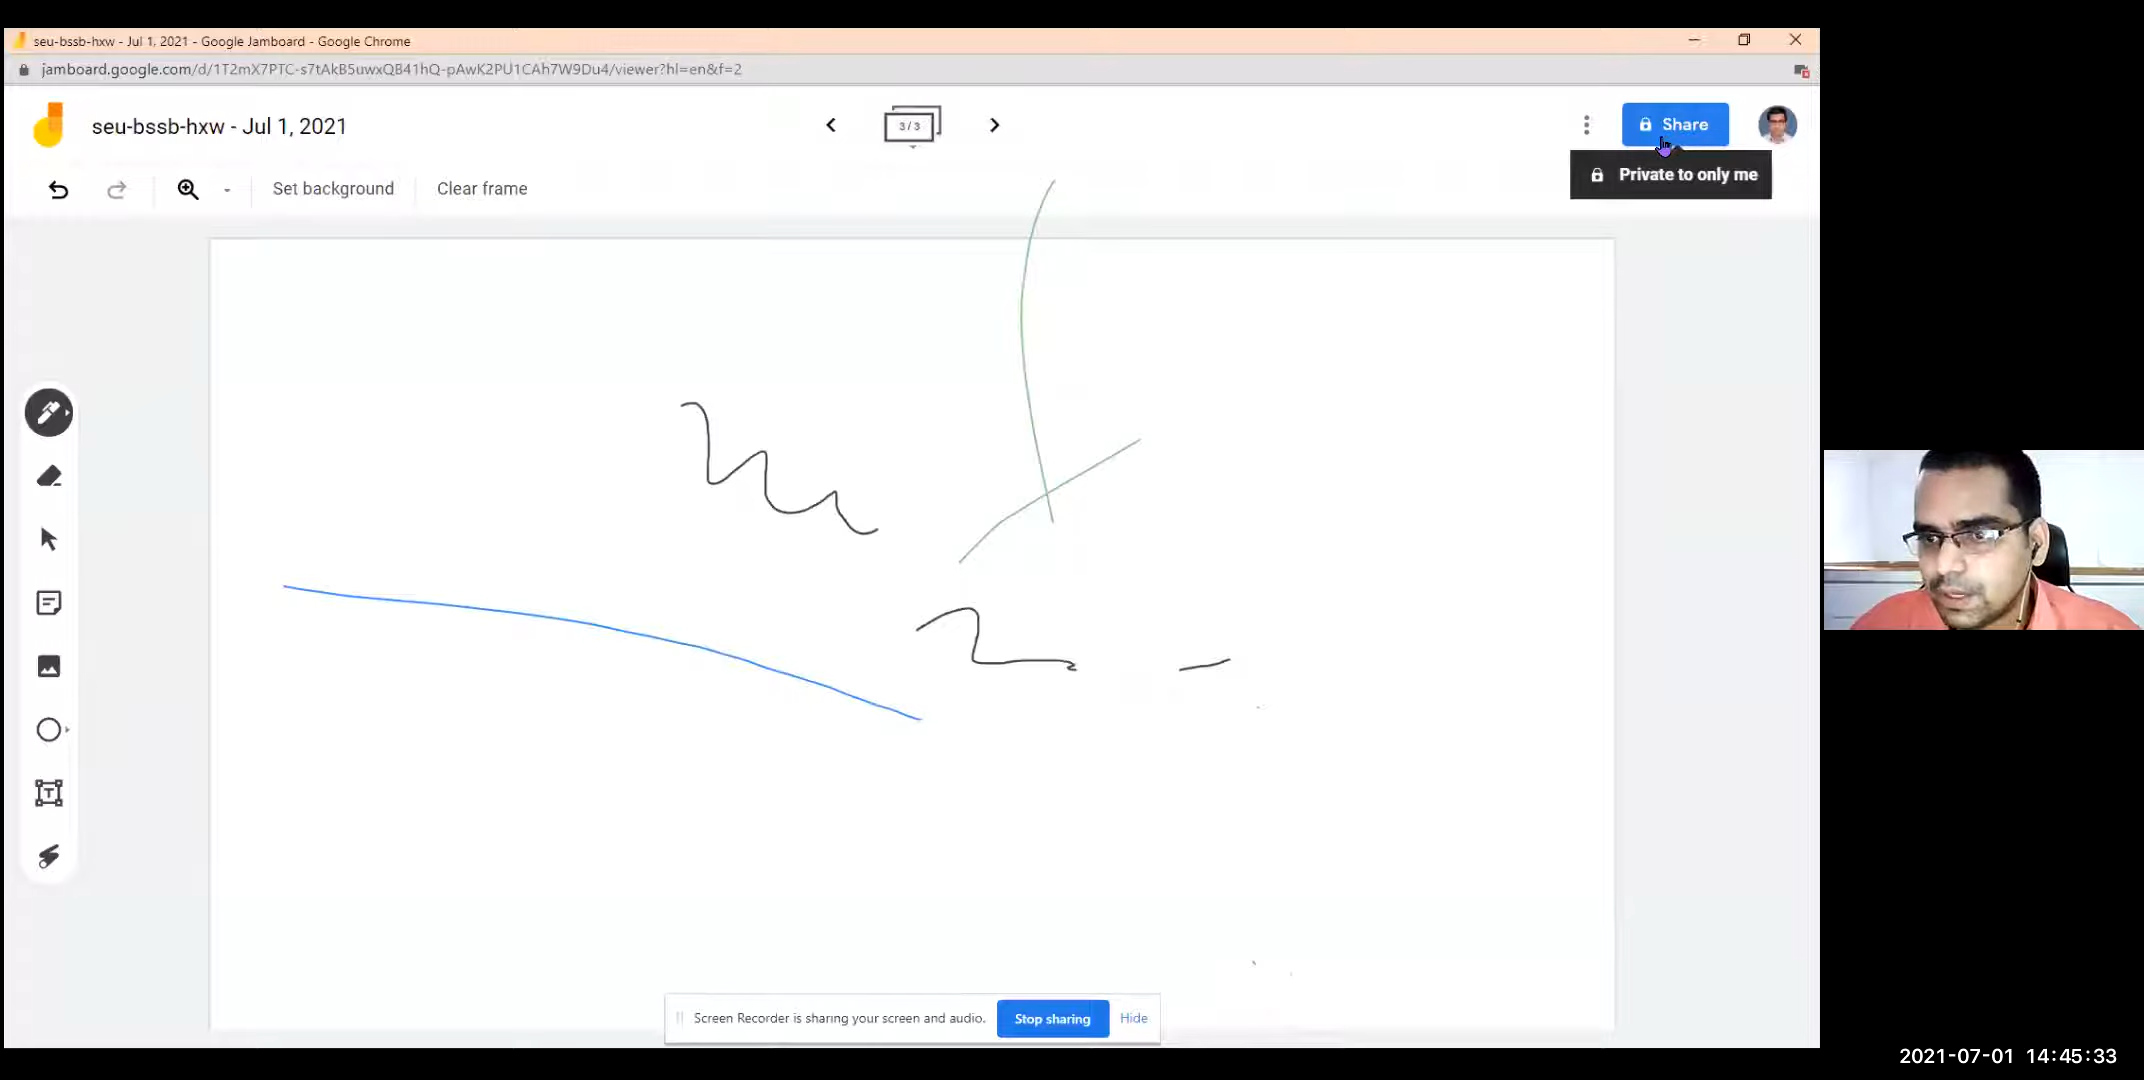 seu-bssb-hxw - Jul 1, 2021 - Google Jamboard - Google Chrome
jamboard.google.com/d/1T2mX7PTC-s7tAkB5uwxQB41hQ-pAwK2PU1CAh7W9Du4/viewer?hl=en&f=2
seu-bssb-hxw - Jul 1, 2021
3/3
Share
Private to only me
Set background
Clear frame
Screen Recorder is sharing your screen and audio.
Stop sharing
Hide
2021-07-01 14:45:33